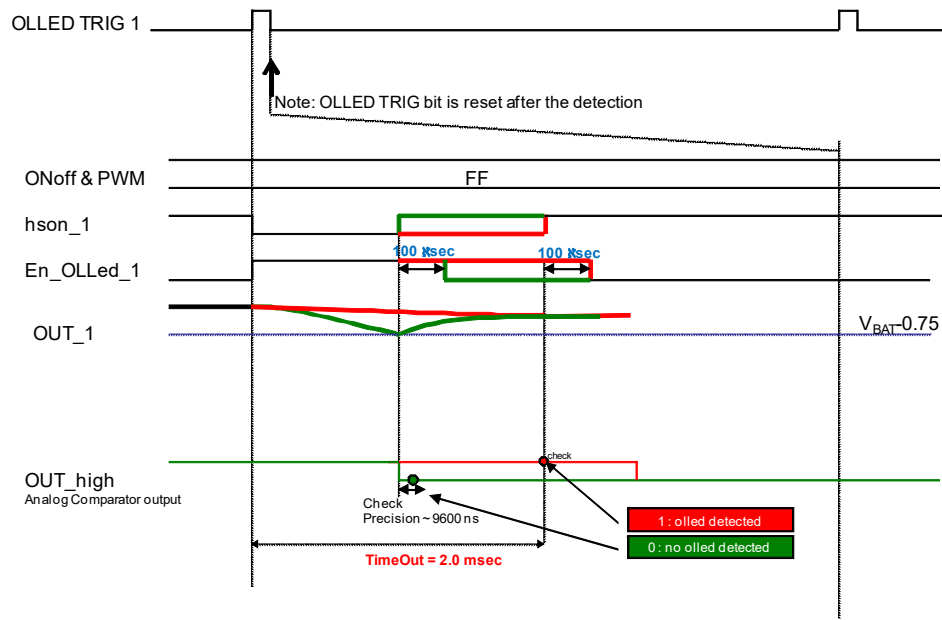 OLLED TRIG 1
Note: OLLED TRIG bit is reset after the detection
ONoff & PWM
FF
hson_1
100 sec
100 sec
En_OLLed_1
OUT_1
VBAT-0.75
check
OUT_high
Analog Comparator output
Check
Precision ~ 9600 ns
1 : olled detected
0 : no olled detected
TimeOut = 2.0 msec